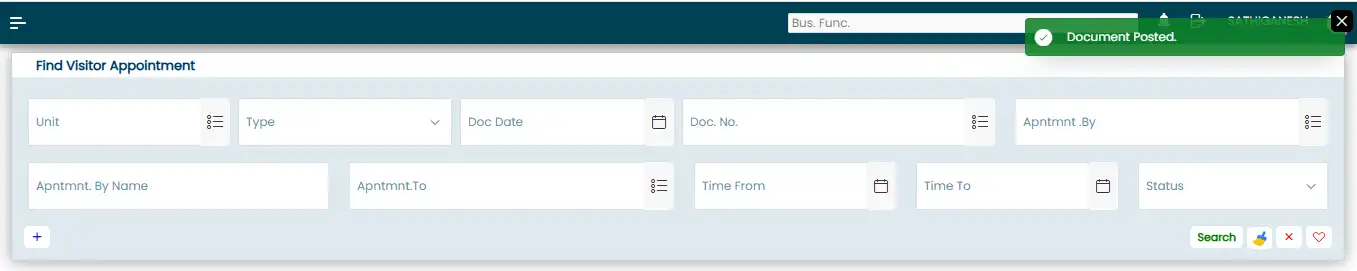 Bus. Func.
SATHIGANESH
Document Posted.
Find Visitor Appointment
Unit
Type
Doc Date
Doc. No.
Apntmnt .By
Apntmnt. By Name
Apntmnt.To
Time From
Time To
Status
Search